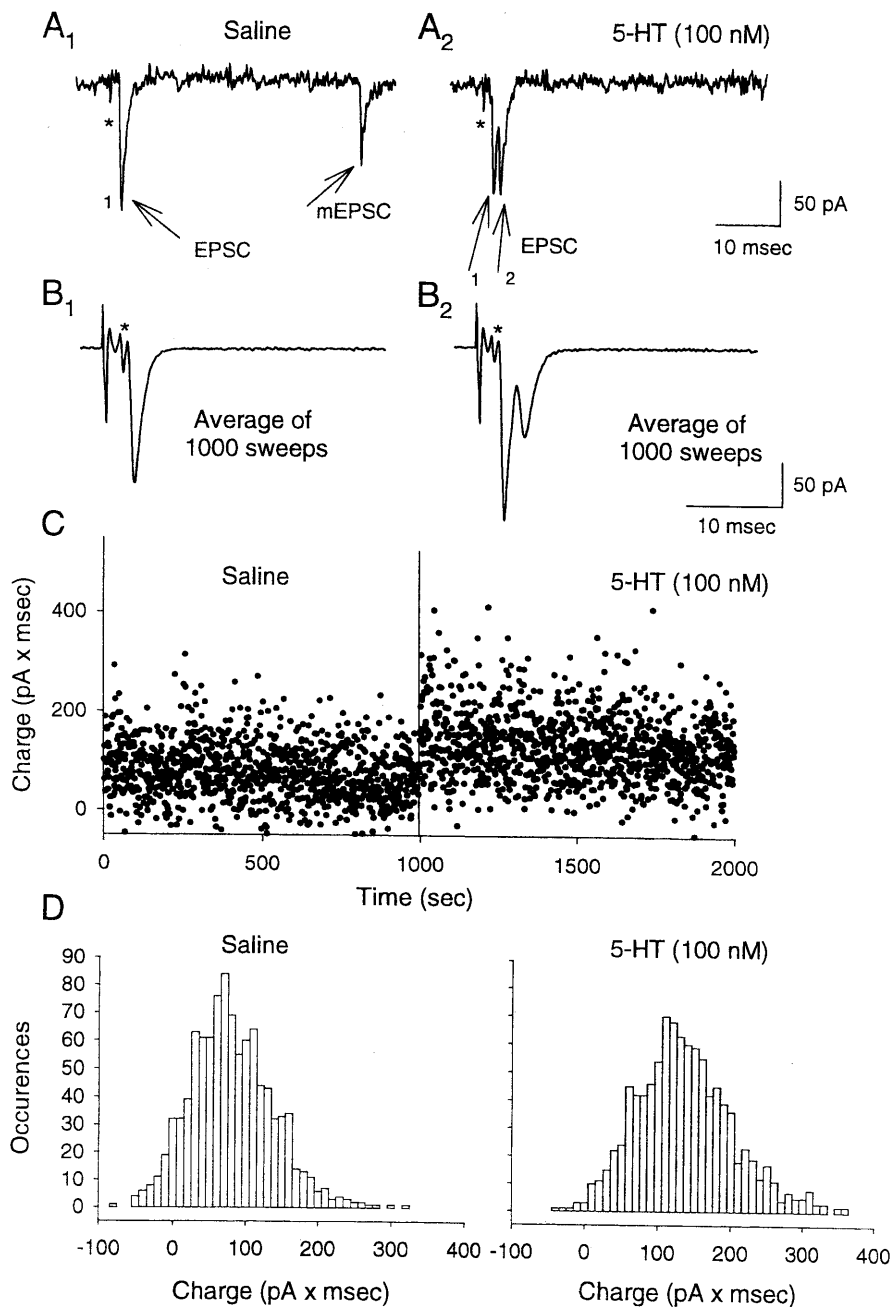 A1 Saline A2 5-HT (100 nM)
* *
1 mEPSC 50 pA
EPSC EPSC 10 msec
1 2
B1 B2
* *
Average of 1000 sweeps Average of 1000 sweeps
50 pA
10 msec
C
Saline 5-HT (100 nM)
Charge (pA x msec)
400
200
0
0 500 1000 1500 2000
Time (sec)
D
Saline 5-HT (100 nM)
Occurences
90
80
70
60
50
40
30
20
10
0
-100 0 100 200 300 400 -100 0 100 200 300 400
Charge (pA x msec) Charge (pA x msec)